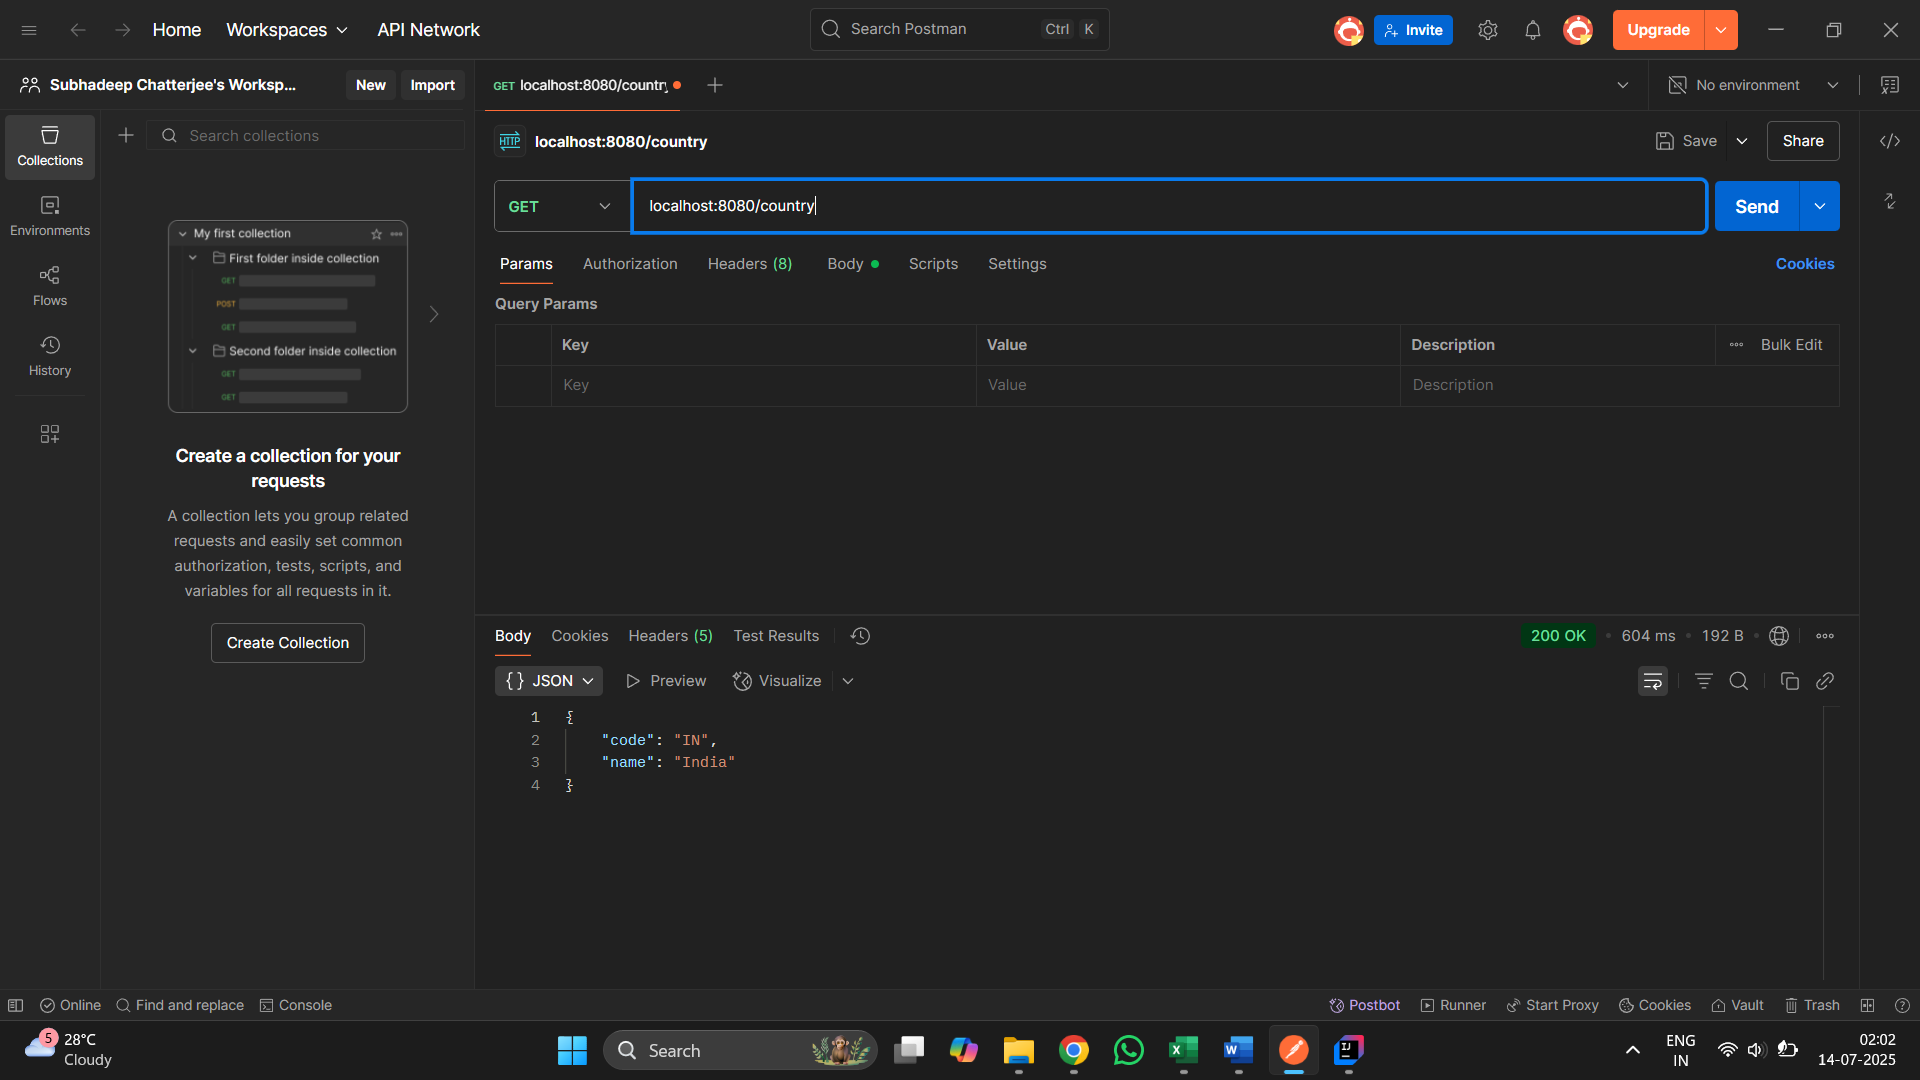 Home
Workspaces
API Network
Search Postman
Ctrl K
Invite
Upgrade
Subhadeep Chatterjee's Worksp...
New
Import
GET localhost:8080/countr
No environment
Collections
Environments
Flows
History
Search collections
My first collection
First folder inside collection
GET
POST
GET
Second folder inside collection
GET
GET
Create a collection for your
requests
A collection lets you group related
requests and easily set common
authorization, tests, scripts, and
variables for all requests in it.
Create Collection
HTTP localhost:8080/country
Save
Share
GET
localhost:8080/country
Send
Params
Authorization
Headers (8)
Body
Scripts
Settings
Cookies
Query Params
Key Value Description Bulk Edit
Key Value Description
Body
Cookies
Headers (5)
Test Results
200 OK • 604 ms • 192 B
{} JSON
Preview
Visualize
1 {
2 "code": "IN",
3 "name": "India"
4 }
Online
Find and replace
Console
Postbot
Runner
Start Proxy
Cookies
Vault
Trash
5
28°C
Cloudy
Search
ENG
IN
02:02
14-07-2025